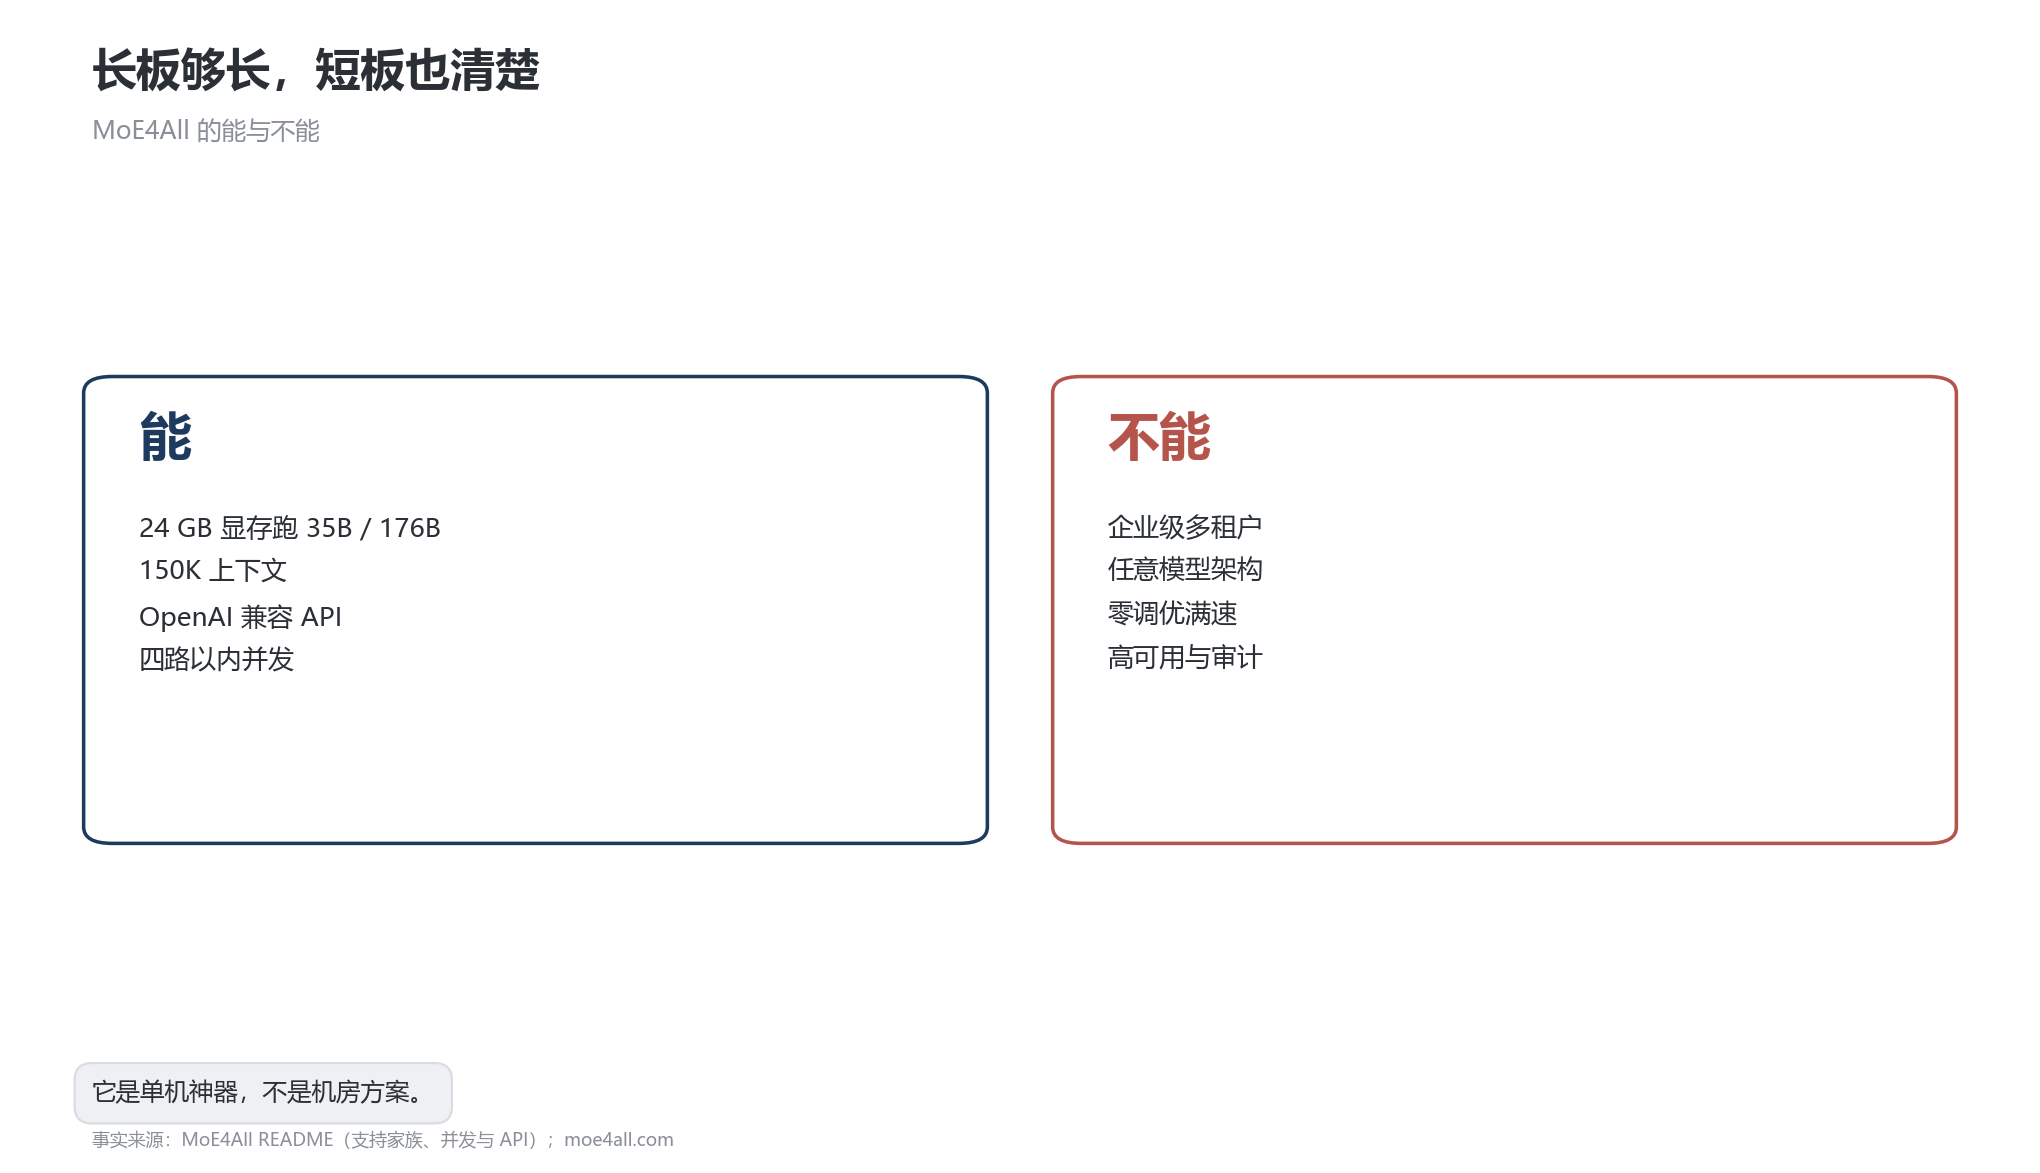 长板够长，短板也清楚
MoE4All 的能与不能
能
24 GB 显存跑 35B / 176B
150K 上下文
OpenAI 兼容 API
四路以内并发
不能
企业级多租户
任意模型架构
零调优满速
高可用与审计
它是单机神器，不是机房方案。
事实来源：MoE4All README（支持家族、并发与 API）；moe4all.com